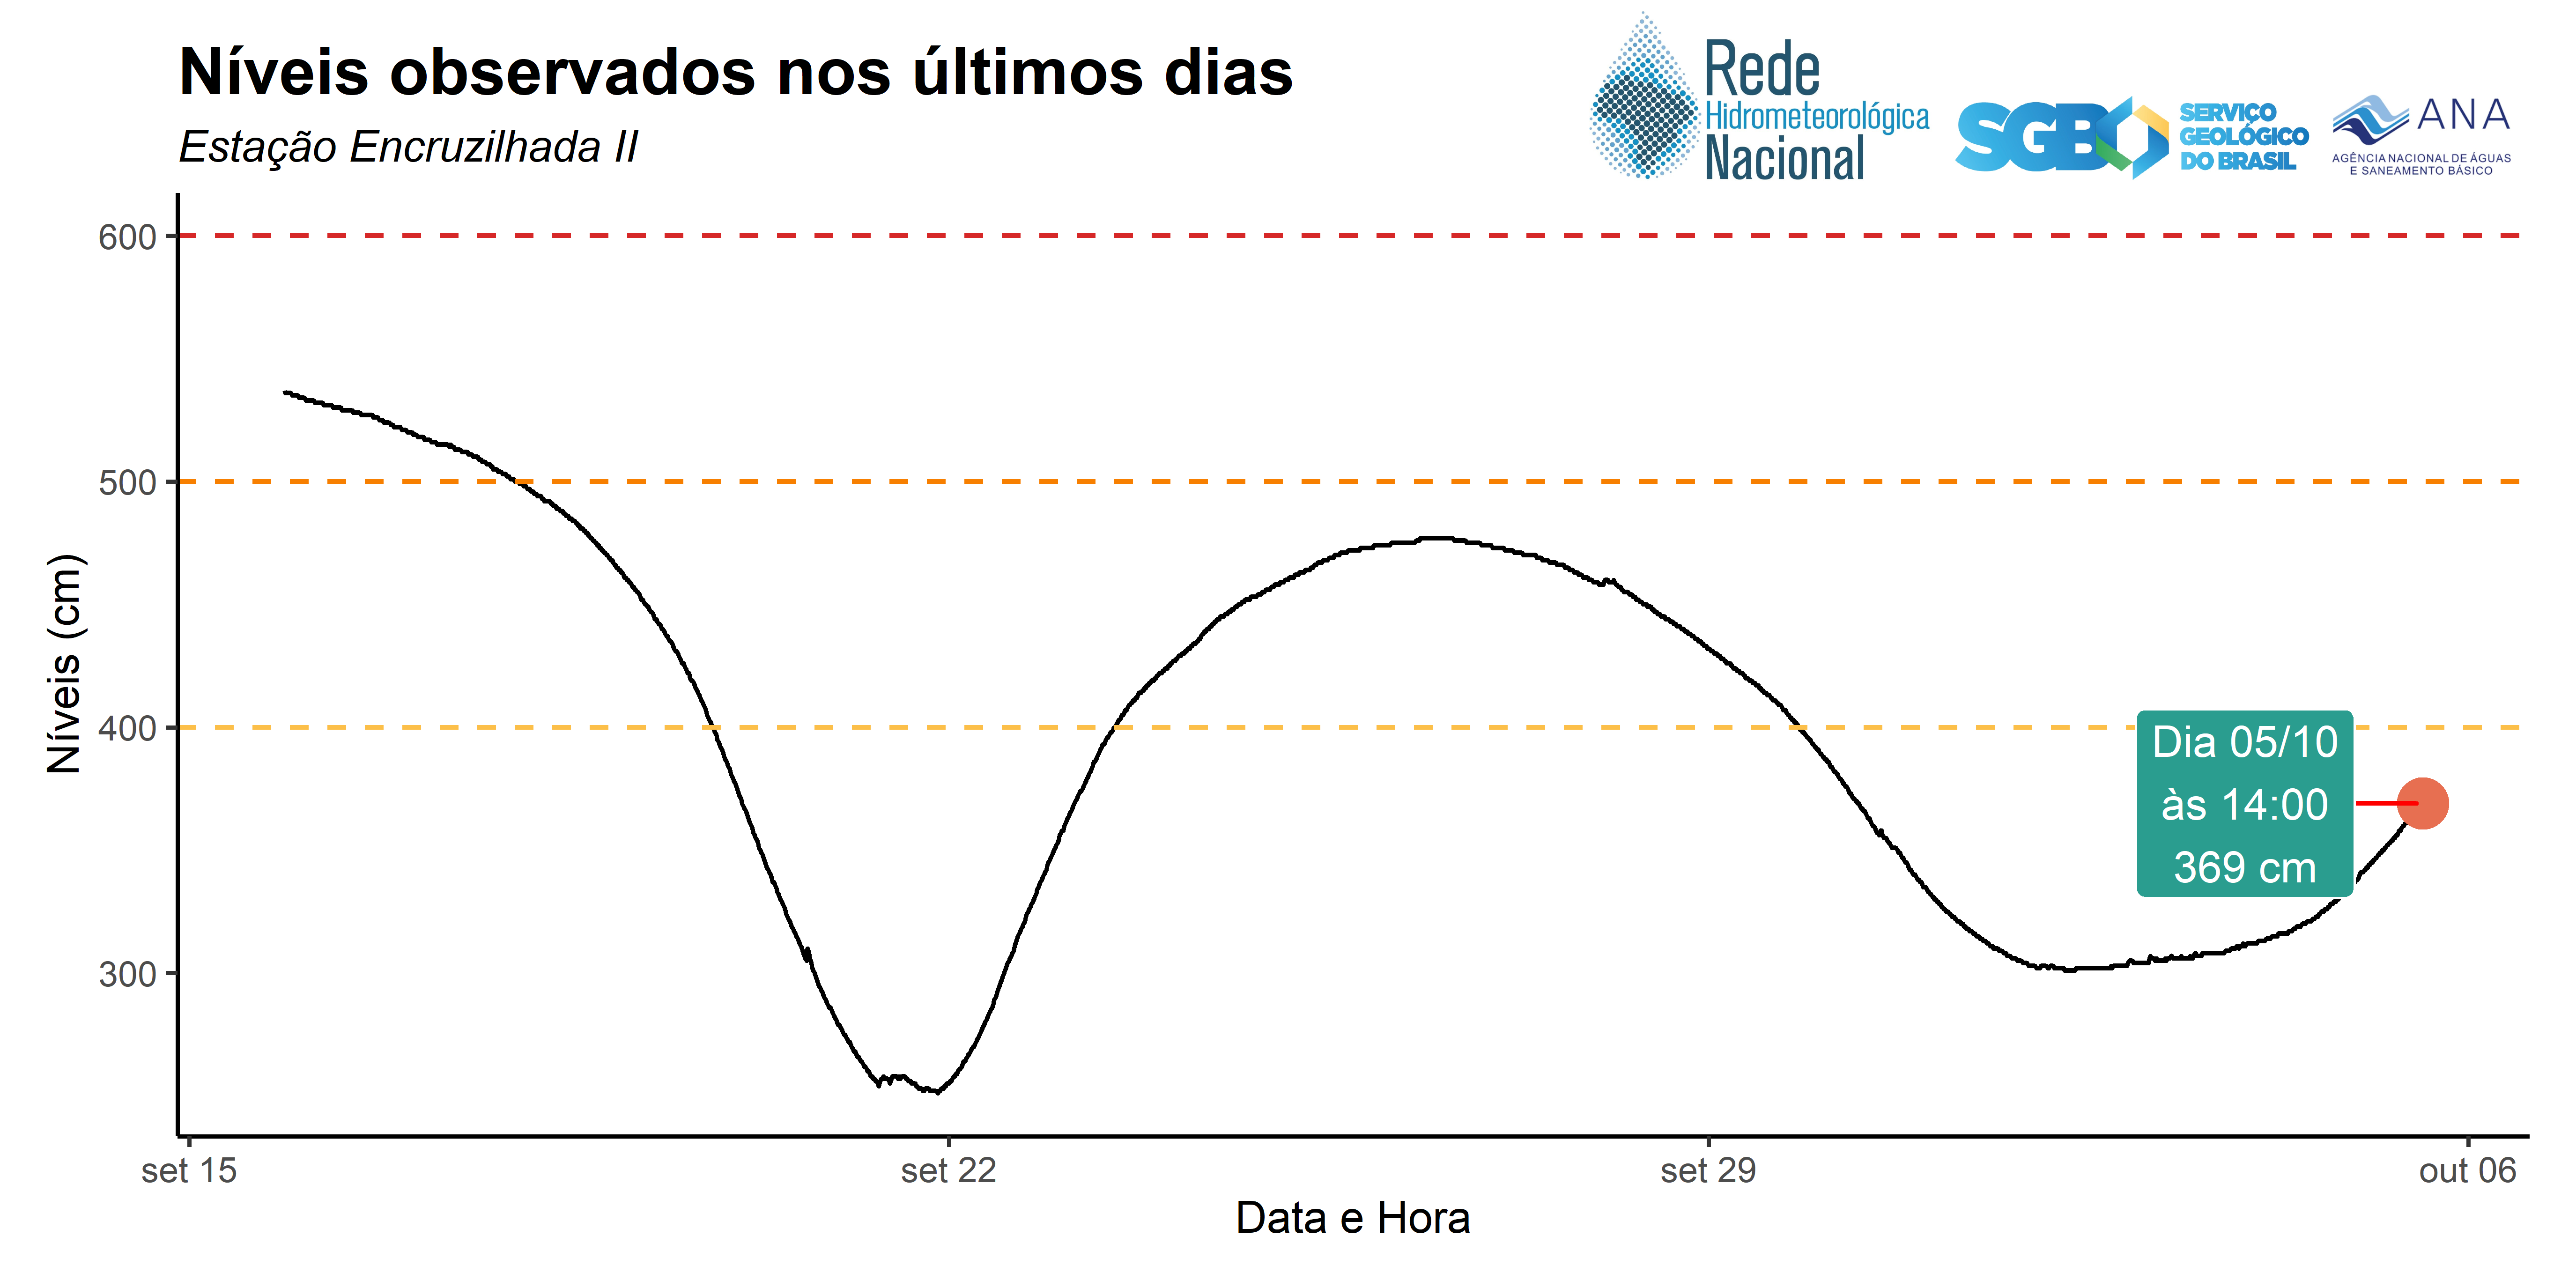 Níveis observados nos últimos dias
Estação Encruzilhada II
Rede
Hidrometeorológica
Nacional
SGB
SERVIÇO
GEOLÓGICO
DO BRASIL
ANA
AGÊNCIA NACIONAL DE ÁGUAS
E SANEAMENTO BÁSICO
600
500
400
300
Níveis (cm)
Dia 05/10
às 14:00
369 cm
set 15
set 22
set 29
out 06
Data e Hora